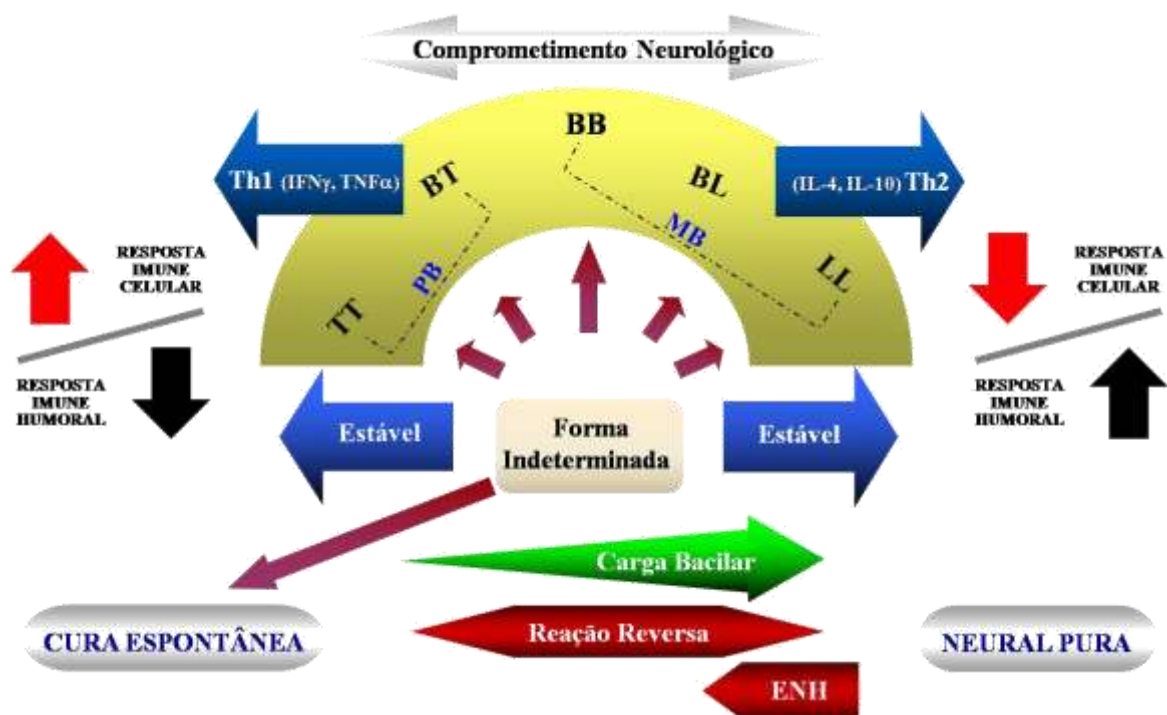 Comprometimento Neurológico
BB
BT
BL
Th1 (IFNγ, TNFα)
(IL-4, IL-10) Th2
PB
MB
TT
LL
RESPOSTA
IMUNE
CELULAR
RESPOSTA
IMUNE
HUMORAL
RESPOSTA
IMUNE
CELULAR
RESPOSTA
IMUNE
HUMORAL
Estável
Forma
Indeterminada
Estável
Carga Bacilar
CURA ESPONTÂNEA
Reação Reversa
NEURAL PURA
ENH